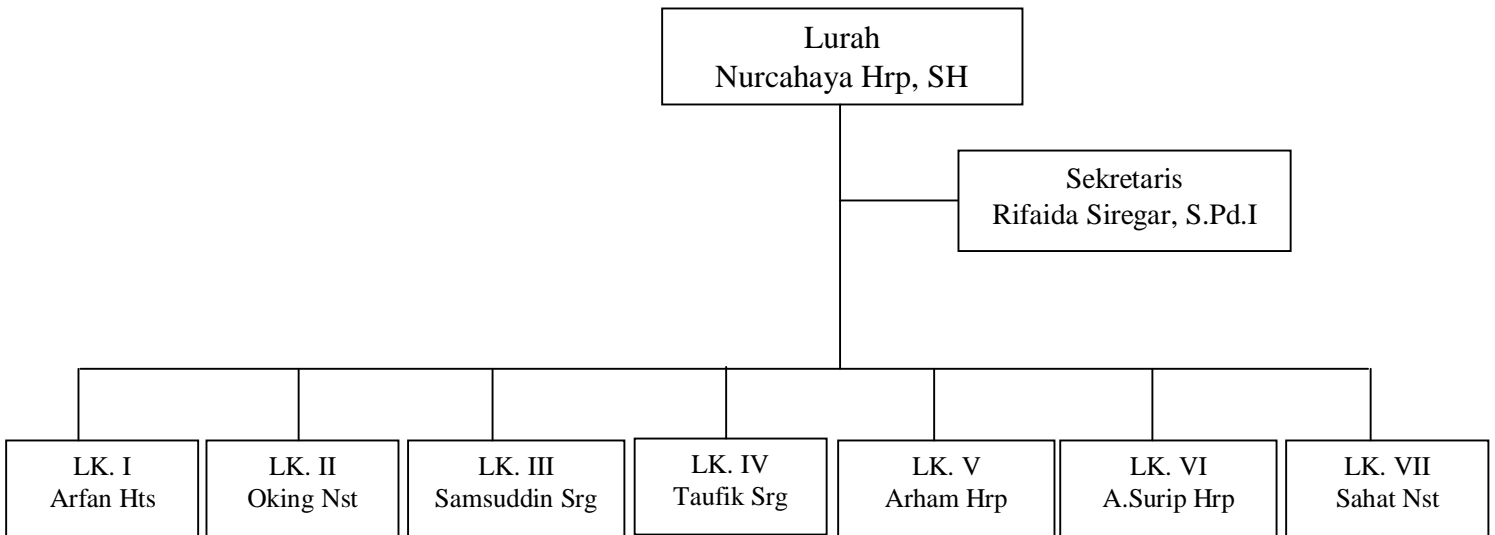 Lurah
Nurcahaya Hrp, SH
Sekretaris
Rifaida Siregar, S.Pd.I
LK. I
Arfan Hts
LK. II
Oking Nst
LK. III
Samsuddin Srg
LK. IV
Taufik Srg
LK. V
Arham Hrp
LK. VI
A.Surip Hrp
LK. VII
Sahat Nst